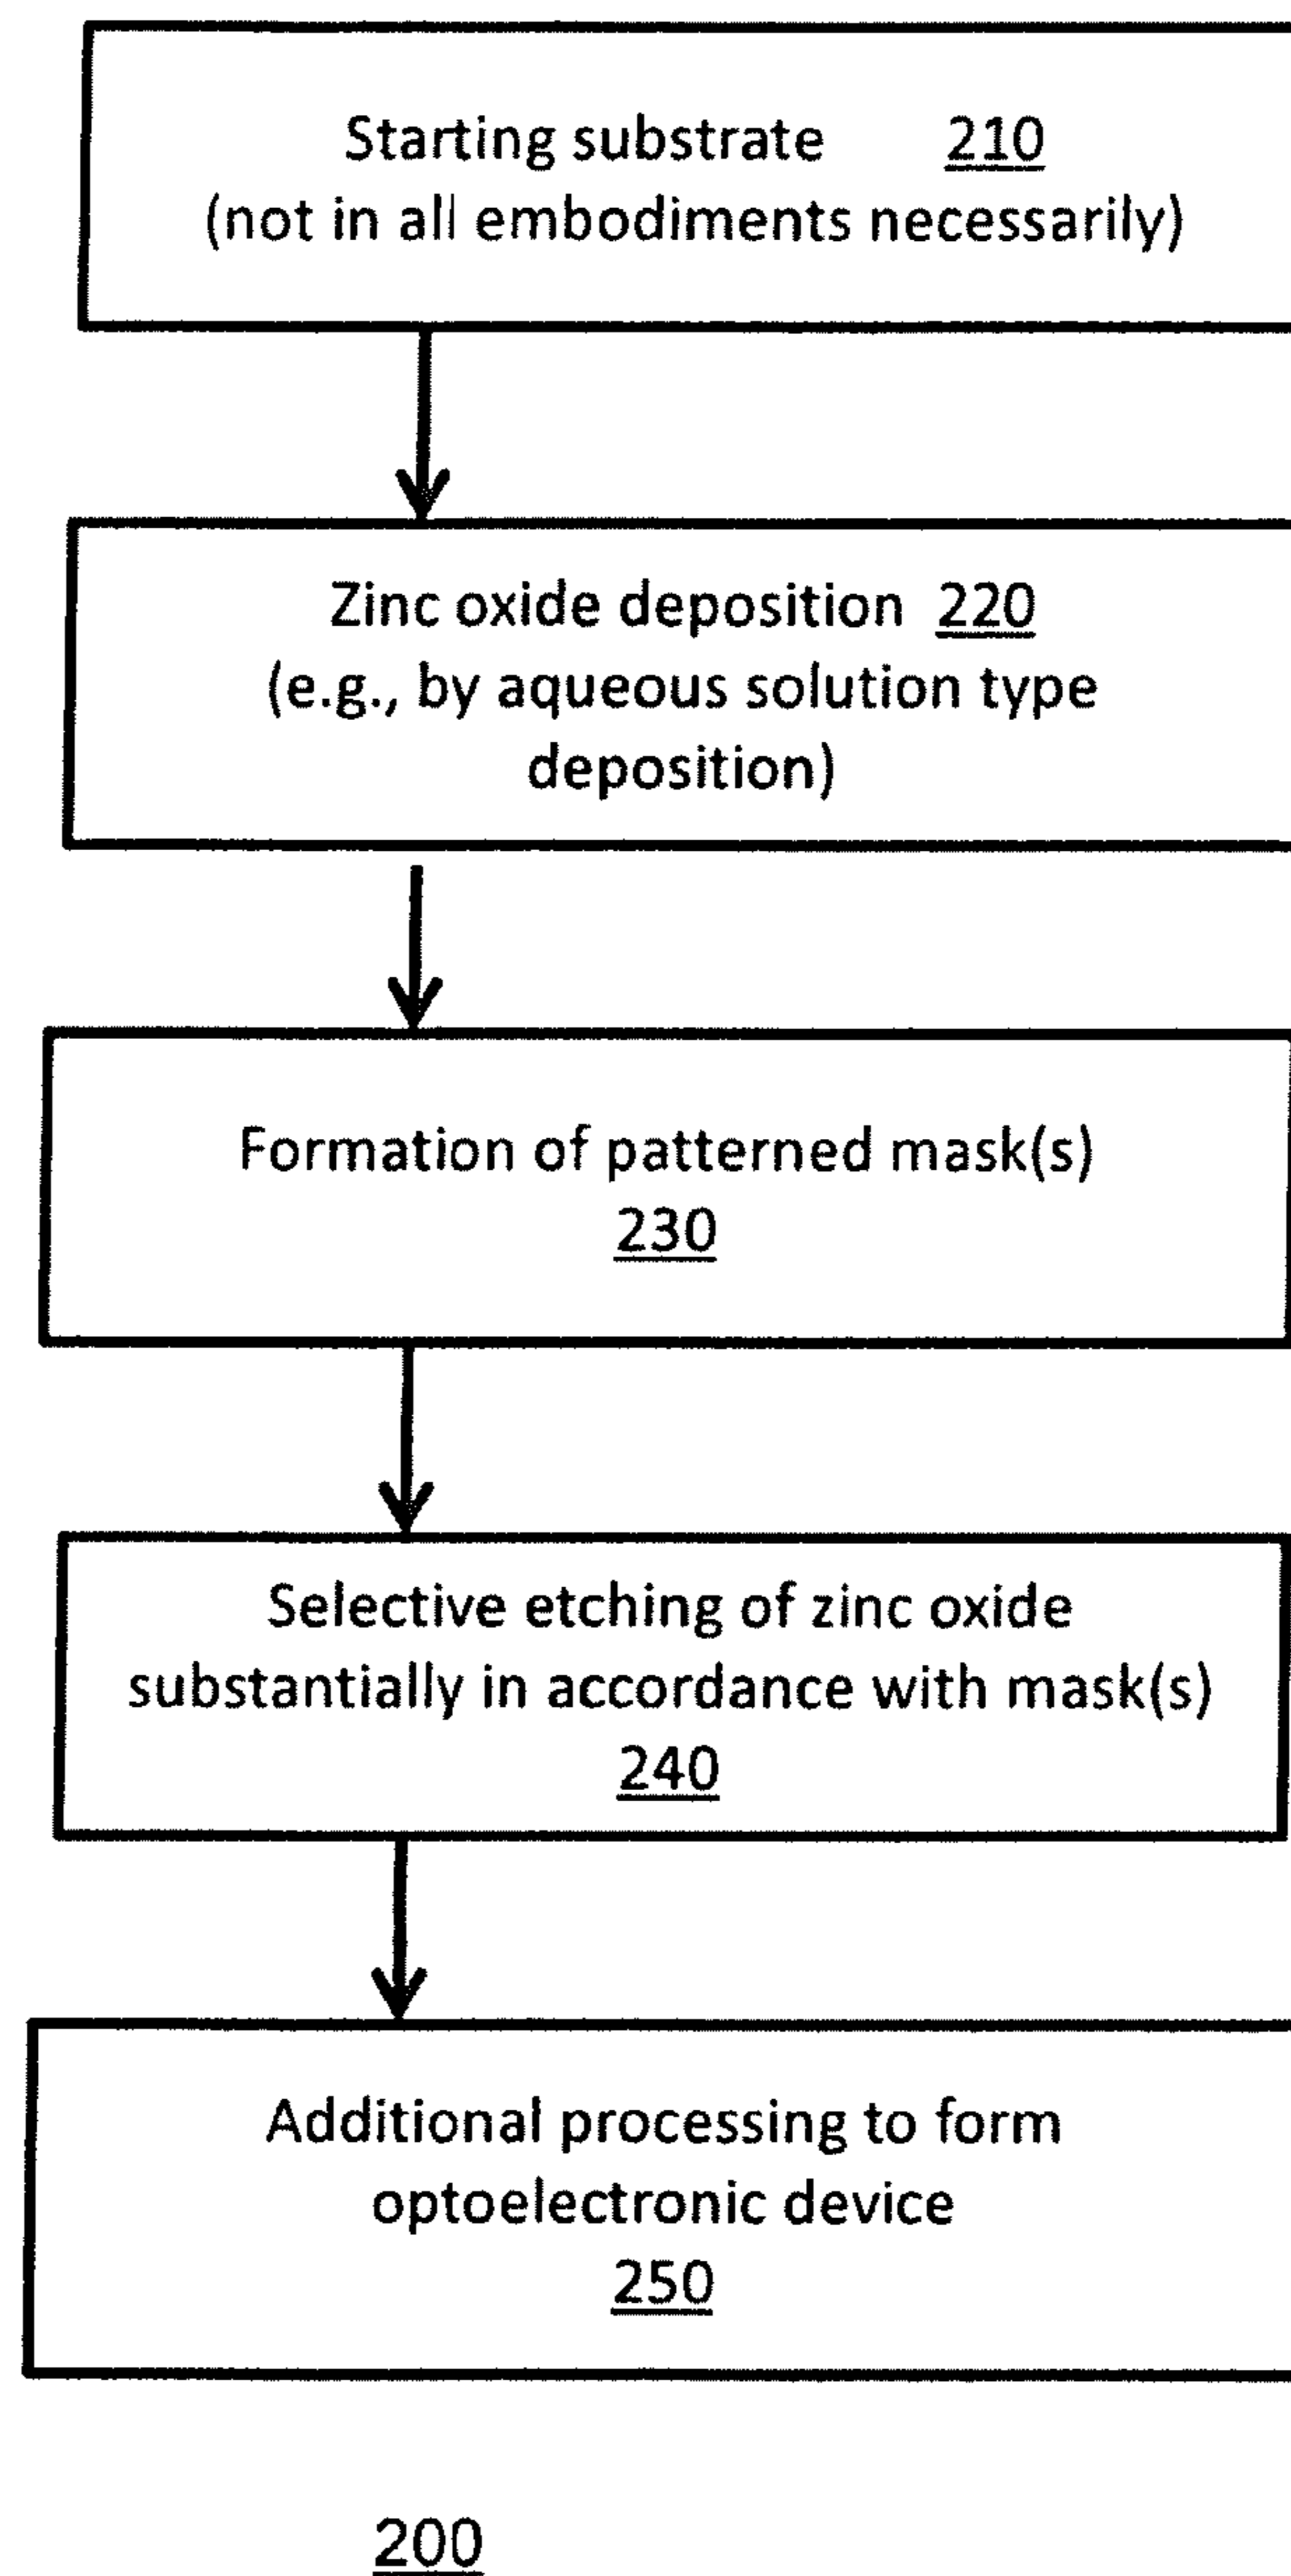 Starting substrate 210
(not in all embodiments necessarily)
Zinc oxide deposition 220
(e.g., by aqueous solution type
deposition)
Formation of patterned mask(s)
230
Selective etching of zinc oxide
substantially in accordance with mask(s)
240
Additional processing to form
optoelectronic device
250
200